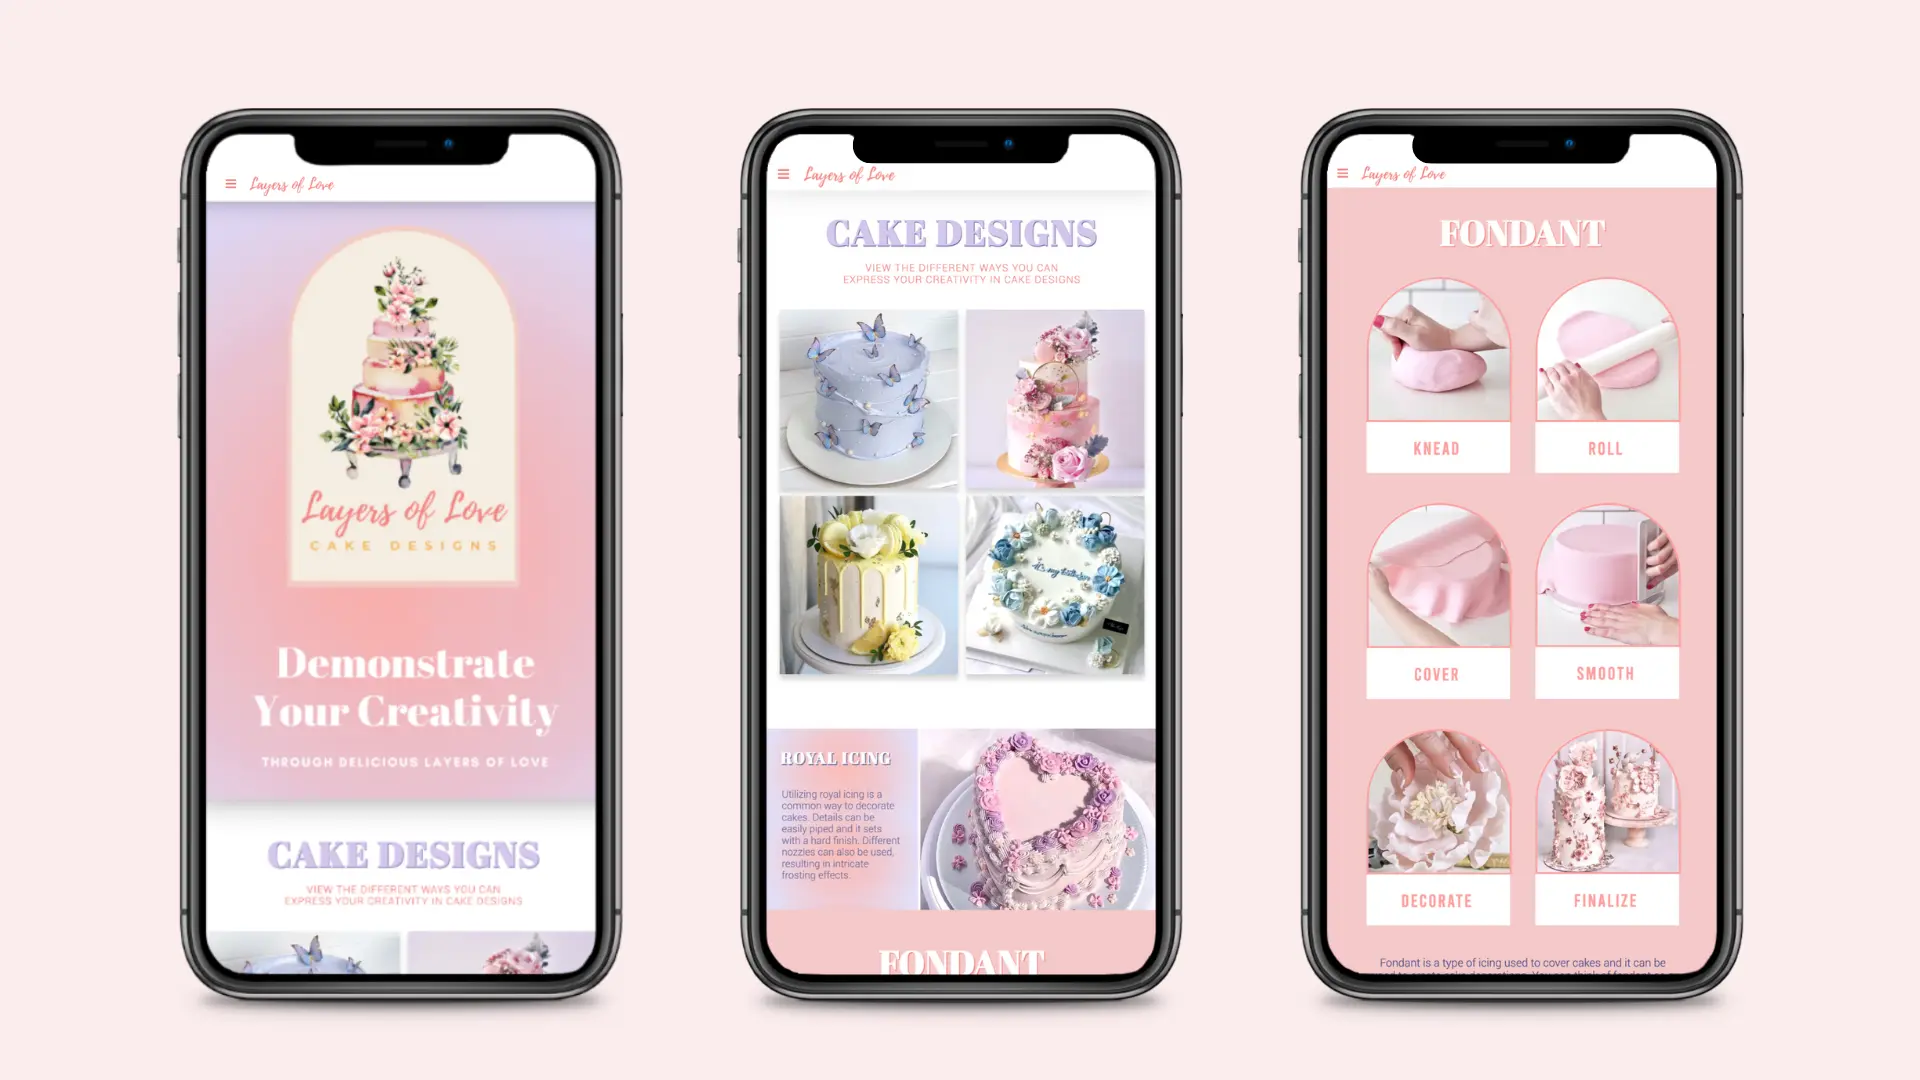 Layers of Love
Layers of Love
CAKE DESIGNS
Demonstrate
Your Creativity
THROUGH DELICIOUS LAYERS OF LOVE
CAKE DESIGNS
VIEW THE DIFFERENT WAYS YOU CAN
EXPRESS YOUR CREATIVITY IN CAKE DESIGNS
Layers of Love
CAKE DESIGNS
VIEW THE DIFFERENT WAYS YOU CAN
EXPRESS YOUR CREATIVITY IN CAKE DESIGNS
It's my birthday
ROYAL ICING
Utilizing royal icing is a
common way to decorate
cakes. Details can be
easily piped and it sets
with a hard finish. Different
nozzles can also be used,
resulting in intricate
frosting effects.
FONDANT
Layers of Love
FONDANT
KNEAD
ROLL
COVER
SMOOTH
DECORATE
FINALIZE
Fondant is a type of icing used to cover cakes and it can be